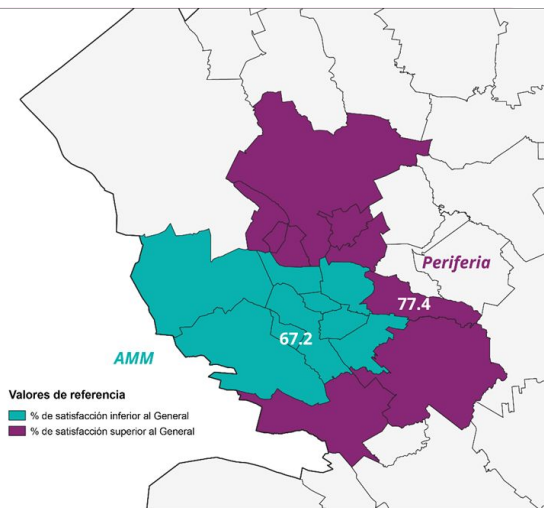 Periferia
77.4
67.2
AMM
Valores de referencia
% de satisfacción inferior al General
% de satisfacción superior al General